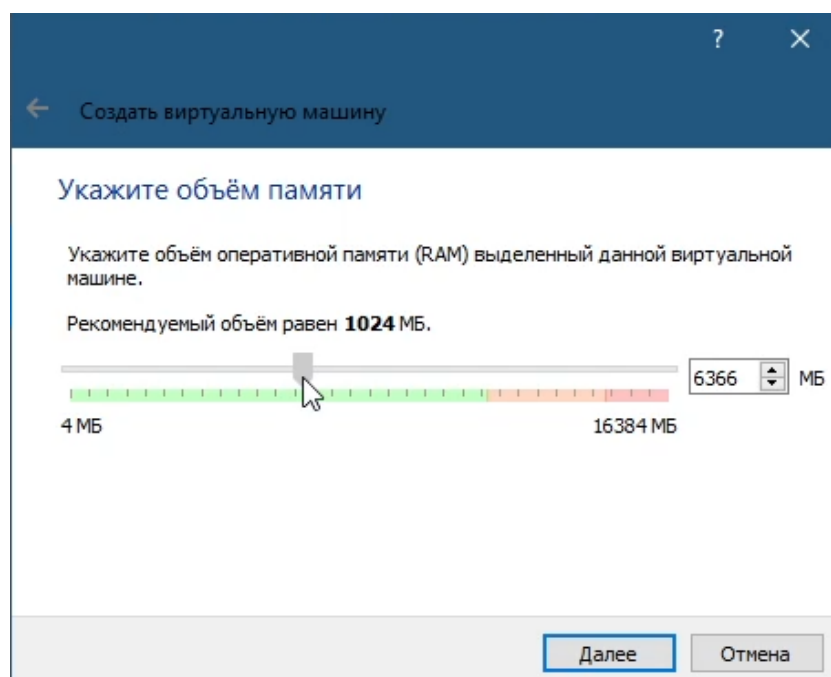 ?
Создать виртуальную машину
Укажите объём памяти
Укажите объём оперативной памяти (RAM) выделенный данной виртуальной
машине.
Рекомендуемый объём равен 1024 МБ.
6366 МБ
4 МБ 16384 МБ
Далее Отмена